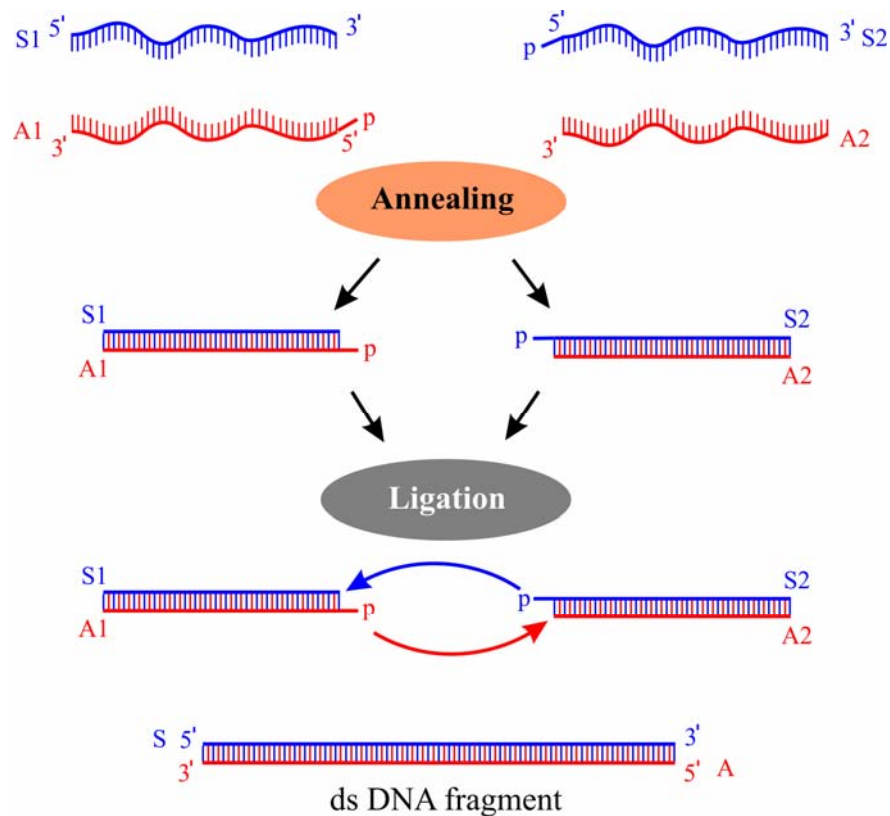 S1 5' 3' 5' 3' S2
p
A1 3' 5' p 3' A2
Annealing
S1 S2
p p
A1 A2
Ligation
S1 S2
p p
A1 A2
S 5' 3'
3' 5' A
ds DNA fragment